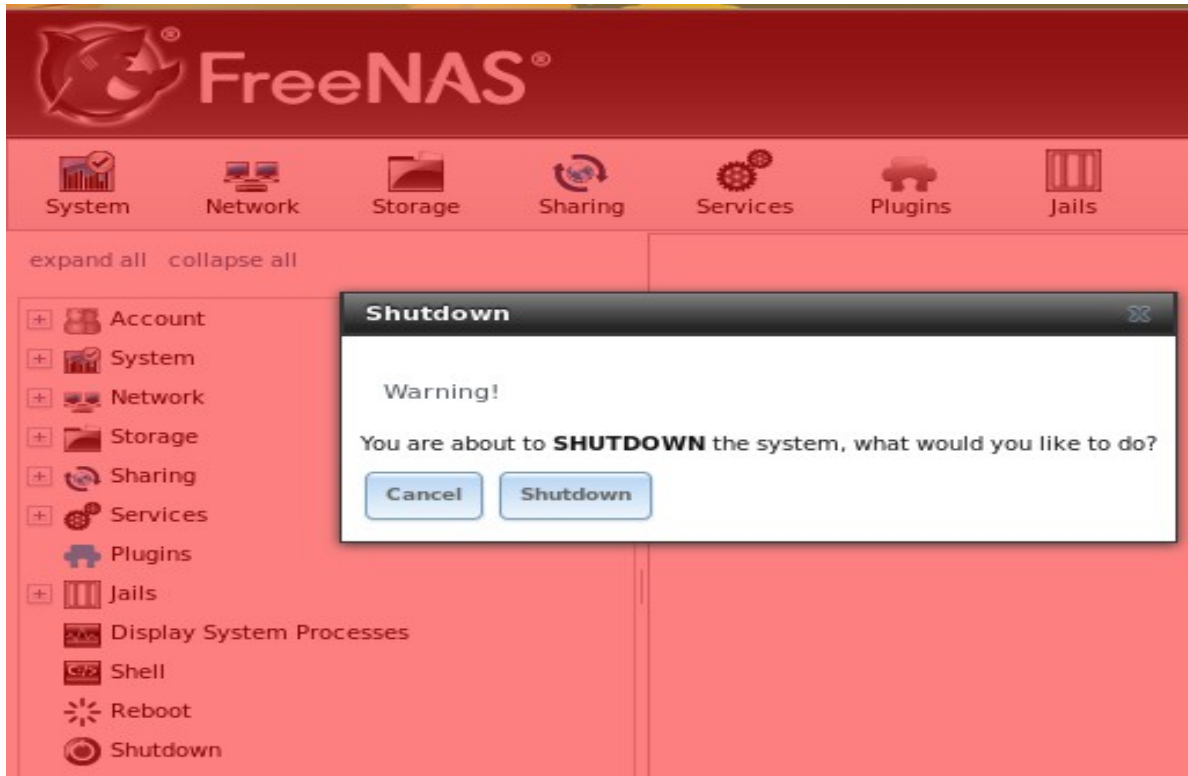 FreeNAS®
System Network Storage Sharing Services Plugins Jails
expand all collapse all
Account
System
Network
Storage
Sharing
Services
Plugins
Jails
Display System Processes
Shell
Reboot
Shutdown
Shutdown
Warning!
You are about to SHUTDOWN the system, what would you like to do?
Cancel Shutdown